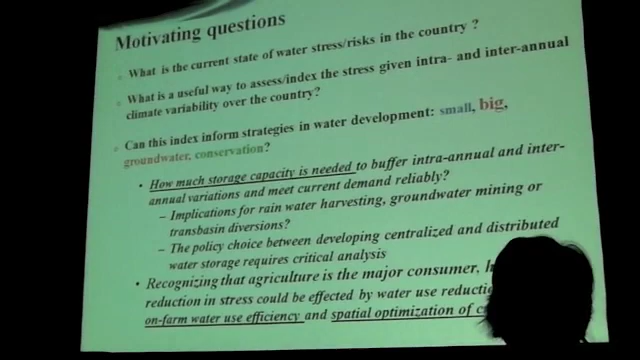 Motivating questions
What is the current state of water stress/risks in the country ?
What is a useful way to assess/index the stress given intra- and inter-annual
climate variability over the country?
Can this index inform strategies in water development: small, big,
groundwater, conservation?
• How much storage capacity is needed to buffer intra-annual and inter-
annual variations and meet current demand reliably?
– Implications for rain water harvesting, groundwater mining or
transbasin diversions?
– The policy choice between developing centralized and distributed
water storage requires critical analysis
• Recognizing that agriculture is the major consumer,
reduction in stress could be effected by water use
on-farm water use efficiency and spatial optimization of